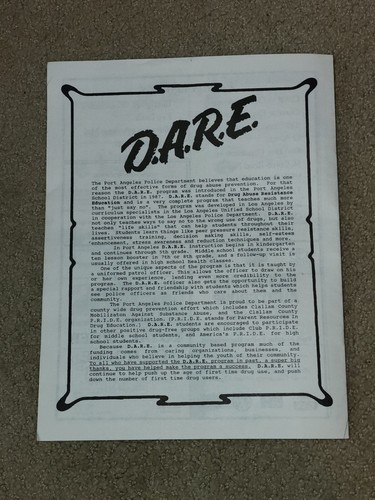 D.A.R.E.
The Port Angeles Police Department believes that education is one
of the most effective forms of drug abuse prevention. For that
reason the D.A.R.E. program was introduced in the Port Angeles
School District in 1987. D.A.R.E. stands for Drug Abuse Resistance
Education and is a very complete program that teaches much more
than "just say no". The program was developed in Los Angeles by
curriculum specialists in the Los Angeles Unified School District
in cooperation with the Los Angeles Police Department. D.A.R.E.
not only teaches ways to say no to the wrong use of drugs, but also
teaches "life skills" that can help students throughout their
lives. Students learn things like peer pressure resistance skills,
assertiveness training, decision making skills, self-esteem
enhancement, stress awareness and reduction techniques and more.
In Port Angeles D.A.R.E. instruction begins in kindergarten
and continues through 5th grade. Middle school students receive a
ten lesson booster in 7th or 8th grade, and a follow-up visit is
usually offered in high school health classes.
One of the unique aspects of the program is that it is taught by
a uniformed patrol officer. This allows the officer to draw on his
or her own experience, lending even more credibility to the
program. The D.A.R.E. officer also gets the opportunity to build
a special rapport and friendship with students which helps students
see police officers as friends who care about them and the
community.
The Port Angeles Police Department is proud to be part of a
county wide drug prevention effort which includes Clallam County
Mobilization Against Substance Abuse, and the Clallam County
P.R.I.D.E. organization. (P.R.I.D.E. stands for Parent Resources In
Drug Education.) D.A.R.E. students are encouraged to participate
in other positive drug-free groups which include Club P.R.I.D.E.
for middle school students, and America's P.R.I.D.E. for high
school students.
Because D.A.R.E. is a community based program much of the
funding comes from caring organizations, businesses, and
individuals who believe in helping the youth of their community.
To all who have supported the D.A.R.E. program in past, a super big
thanks, you have helped make the program a success. D.A.R.E. will
continue to help push up the age of first time drug use, and push
down the number of first time drug users.